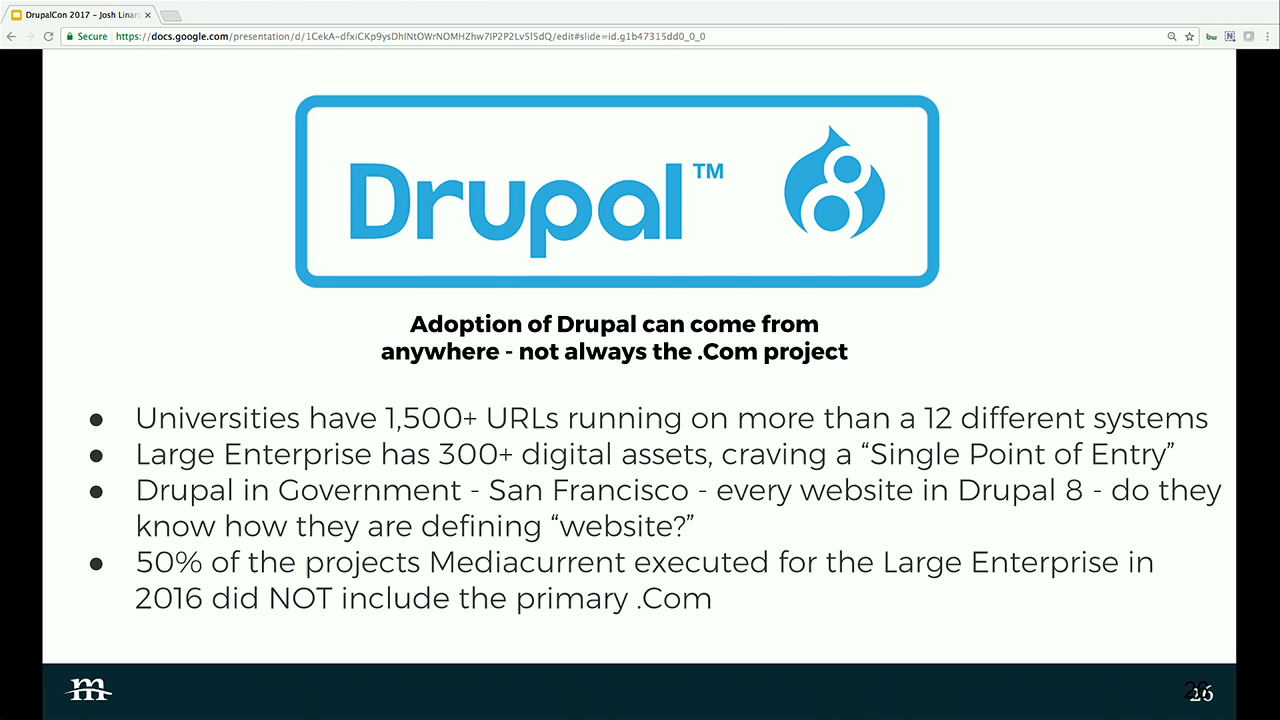 DrupalCon 2017 - Josh Linard
Secure https://docs.google.com/presentation/d/1CekA-dfxiCKp9ysDhINtOWrNOMHZhw7IP2P2Lv5I5dQ/edit#slide=id.g1b47315dd0_0_0
Drupal™ 8
Adoption of Drupal can come from
anywhere - not always the .Com project
● Universities have 1,500+ URLs running on more than a 12 different systems
● Large Enterprise has 300+ digital assets, craving a “Single Point of Entry”
● Drupal in Government - San Francisco - every website in Drupal 8 - do they
know how they are defining “website?”
● 50% of the projects Mediacurrent executed for the Large Enterprise in
2016 did NOT include the primary .Com
m
26